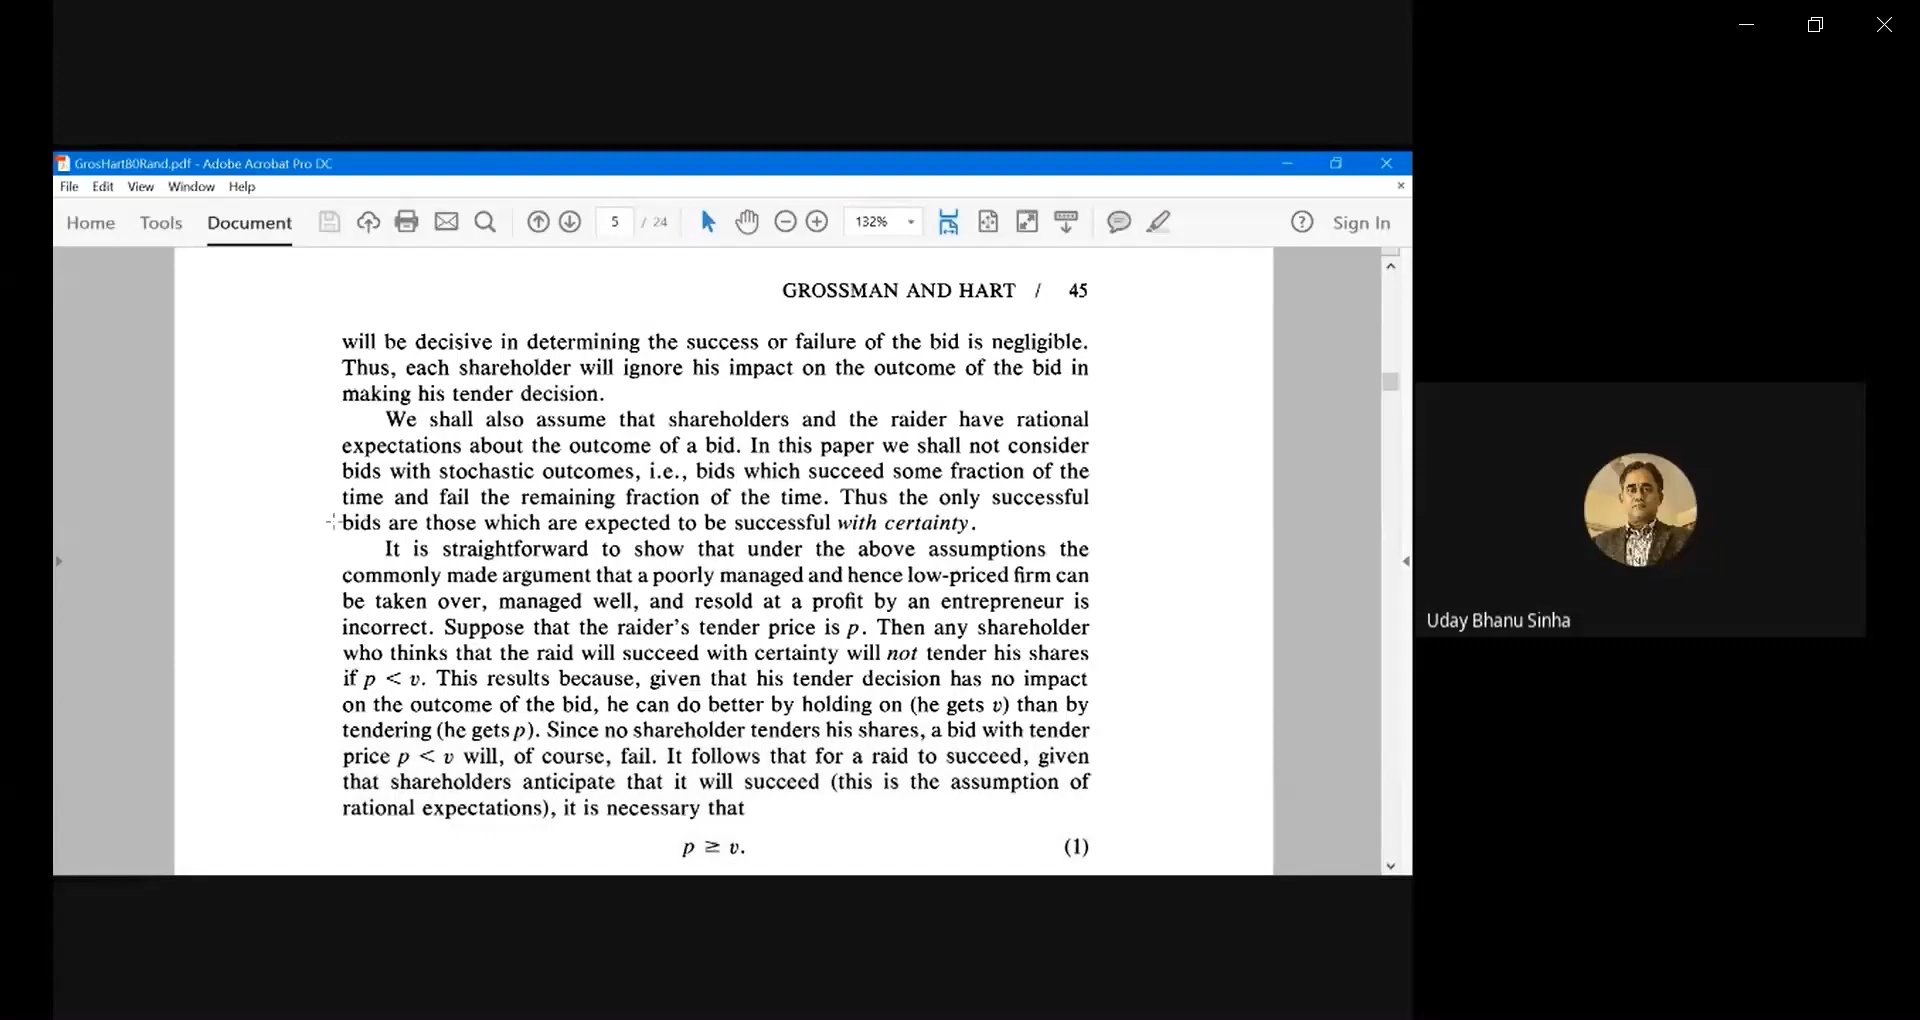 GrosHart80Rand.pdf - Adobe Acrobat Pro DC
File Edit View Window Help
Home Tools Document 5 / 24 132% Sign In
GROSSMAN AND HART / 45
will be decisive in determining the success or failure of the bid is negligible.
Thus, each shareholder will ignore his impact on the outcome of the bid in
making his tender decision.
We shall also assume that shareholders and the raider have rational
expectations about the outcome of a bid. In this paper we shall not consider
bids with stochastic outcomes, i.e., bids which succeed some fraction of the
time and fail the remaining fraction of the time. Thus the only successful
bids are those which are expected to be successful with certainty.
It is straightforward to show that under the above assumptions the
commonly made argument that a poorly managed and hence low-priced firm can
be taken over, managed well, and resold at a profit by an entrepreneur is
incorrect. Suppose that the raider's tender price is p. Then any shareholder
who thinks that the raid will succeed with certainty will not tender his shares
if p < v. This results because, given that his tender decision has no impact
on the outcome of the bid, he can do better by holding on (he gets v) than by
tendering (he gets p). Since no shareholder tenders his shares, a bid with tender
price p < v will, of course, fail. It follows that for a raid to succeed, given
that shareholders anticipate that it will succeed (this is the assumption of
rational expectations), it is necessary that
p ≥ v. (1)
Uday Bhanu Sinha